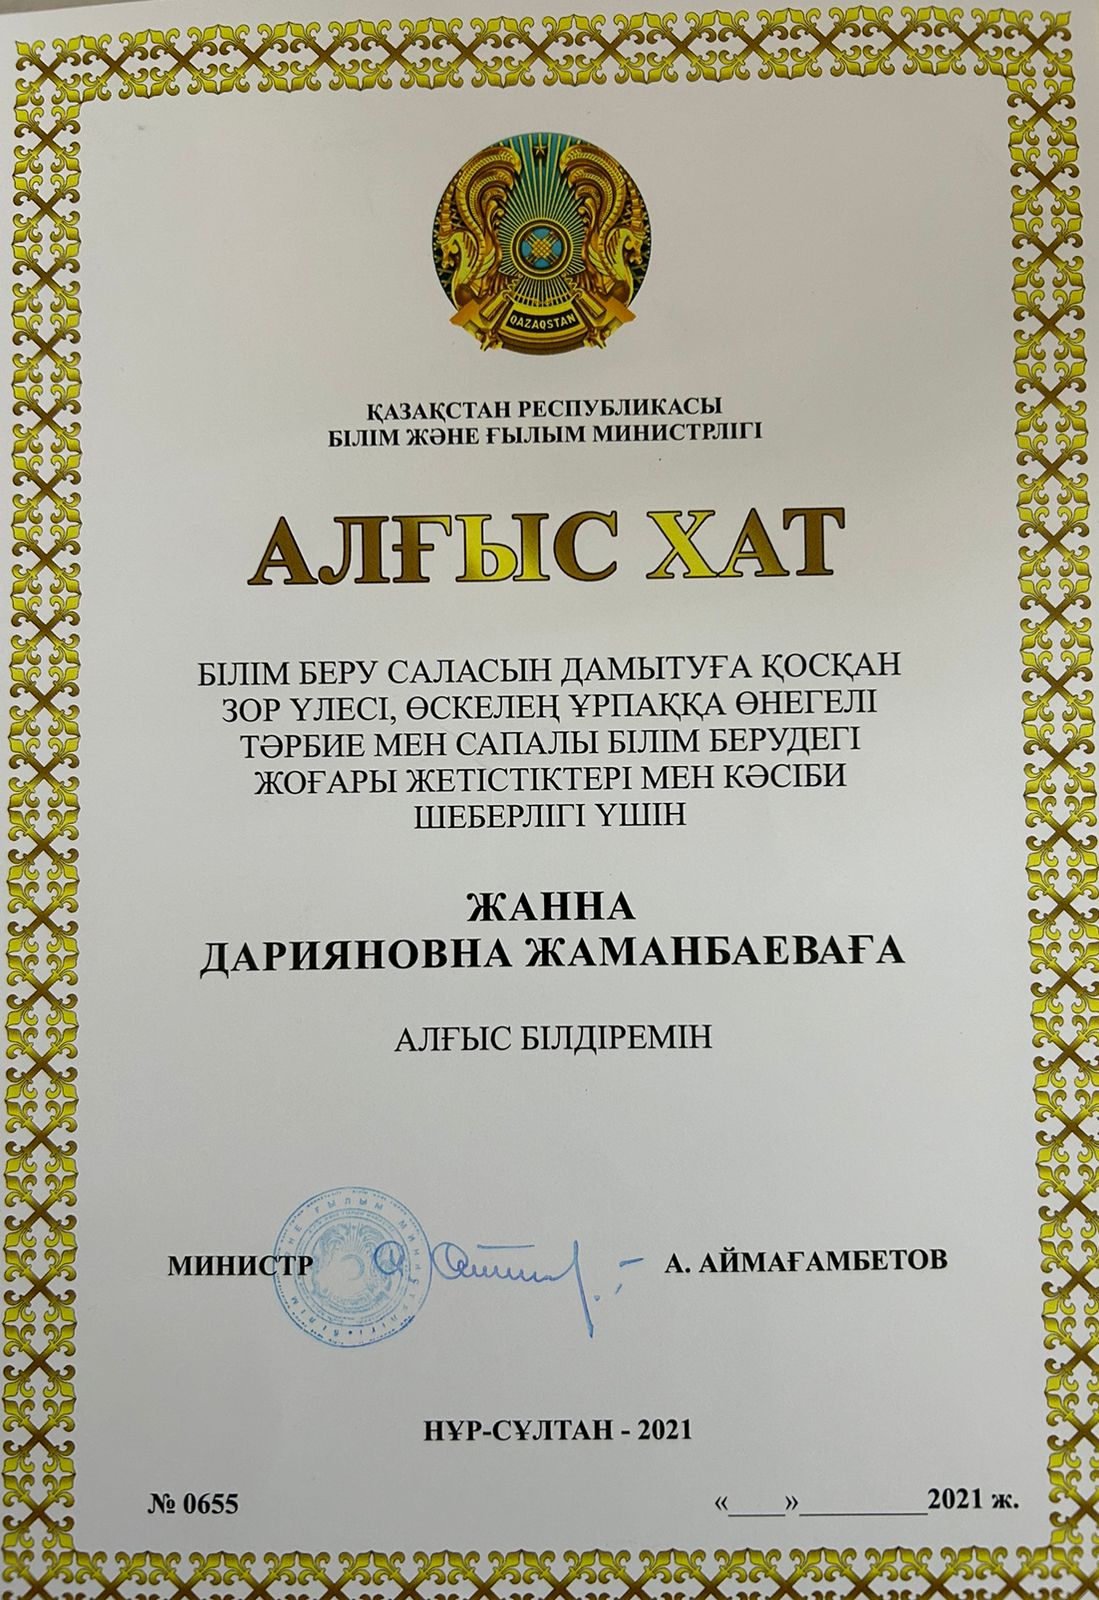 QAZAQSTAN
ҚАЗАҚСТАН РЕСПУБЛИКАСЫ
БІЛІМ ЖӘНЕ ҒЫЛЫМ МИНИСТРЛІГІ
АЛҒЫС ХАТ
БІЛІМ БЕРУ САЛАСЫН ДАМЫТУҒА ҚОСҚАН
ЗОР ҮЛЕСІ, ӨСКЕЛЕҢ ҰРПАҚҚА ӨНЕГЕЛІ
ТӘРБИЕ МЕН САПАЛЫ БІЛІМ БЕРУДЕГІ
ЖОҒАРЫ ЖЕТІСТІКТЕРІ МЕН КӘСІБИ
ШЕБЕРЛІГІ ҮШІН
ЖАННА
ДАРИЯНОВНА ЖАМАНБАЕВАҒА
АЛҒЫС БІЛДІРЕМІН
МИНИСТР А. АЙМАҒАМБЕТОВ
НҰР-СҰЛТАН - 2021
№ 0655 «____»_________2021 ж.